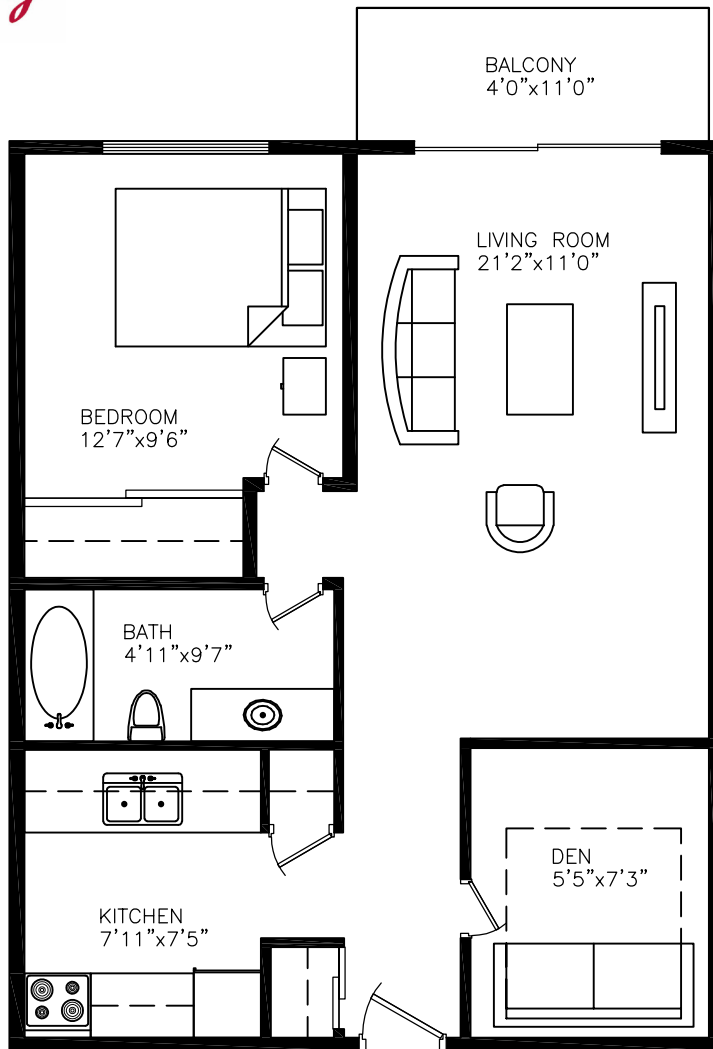 BALCONY
4'0"x11'0"
LIVING ROOM
21'2"x11'0"
BEDROOM
12'7"x9'6"
BATH
4'11"x9'7"
DEN
5'5"x7'3"
KITCHEN
7'11"x7'5"